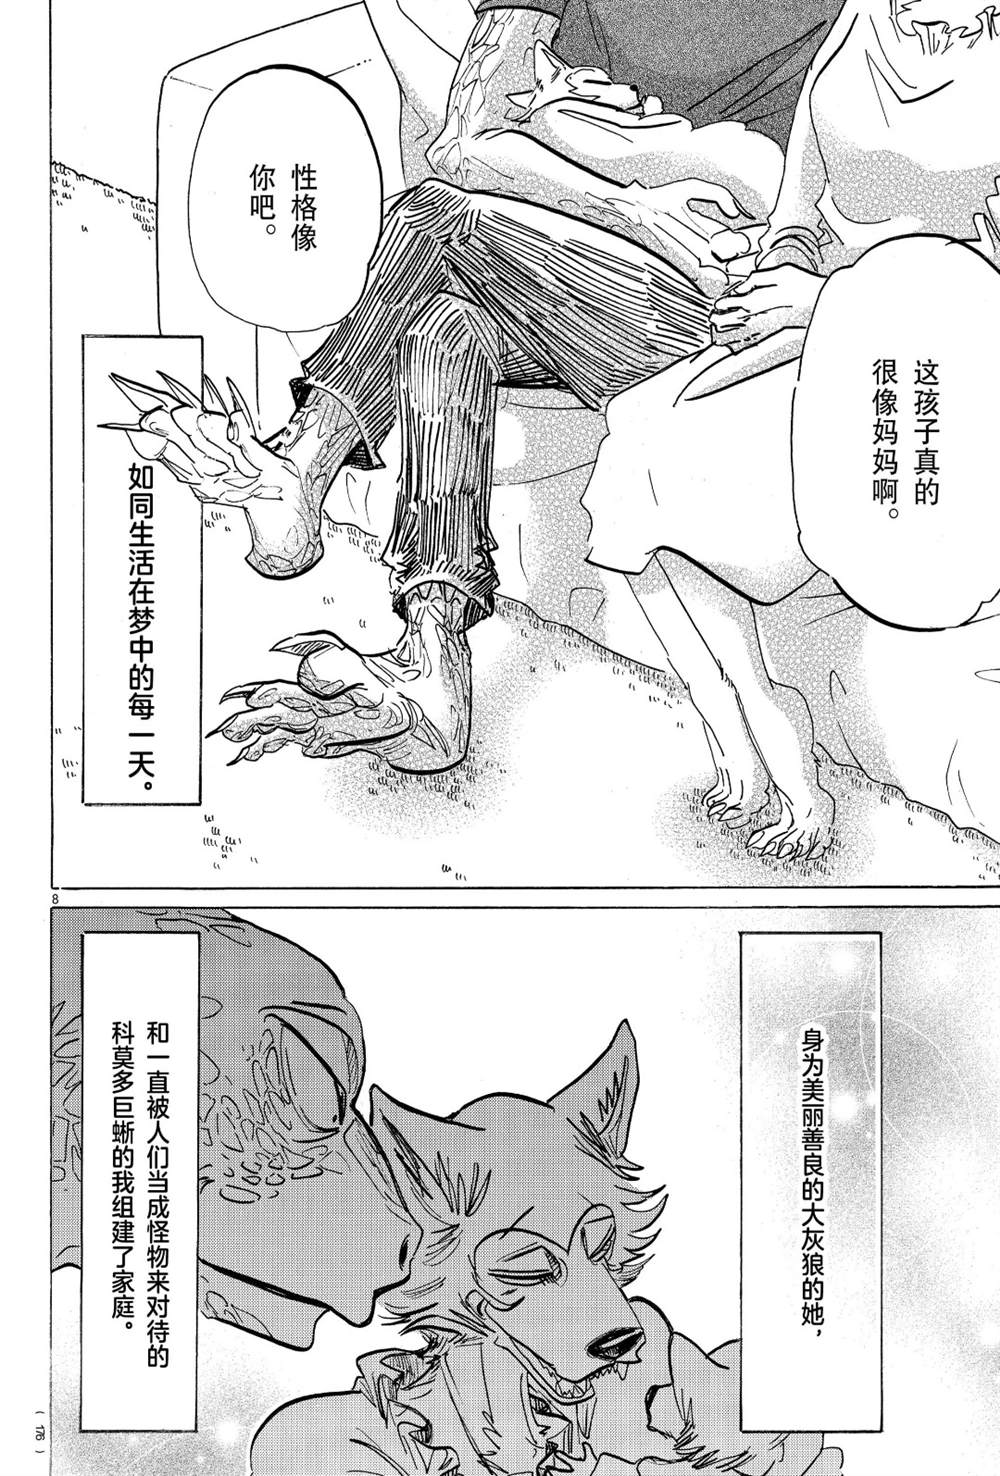 这孩子真的
很像妈妈啊。
性格像
你吧。
如同生活在梦中的每一天。
8
身为美丽善良的大灰狼的她,
和一直被人们当成怪物来对待的
科莫多巨蜥的我组建了家庭。
( 176 )